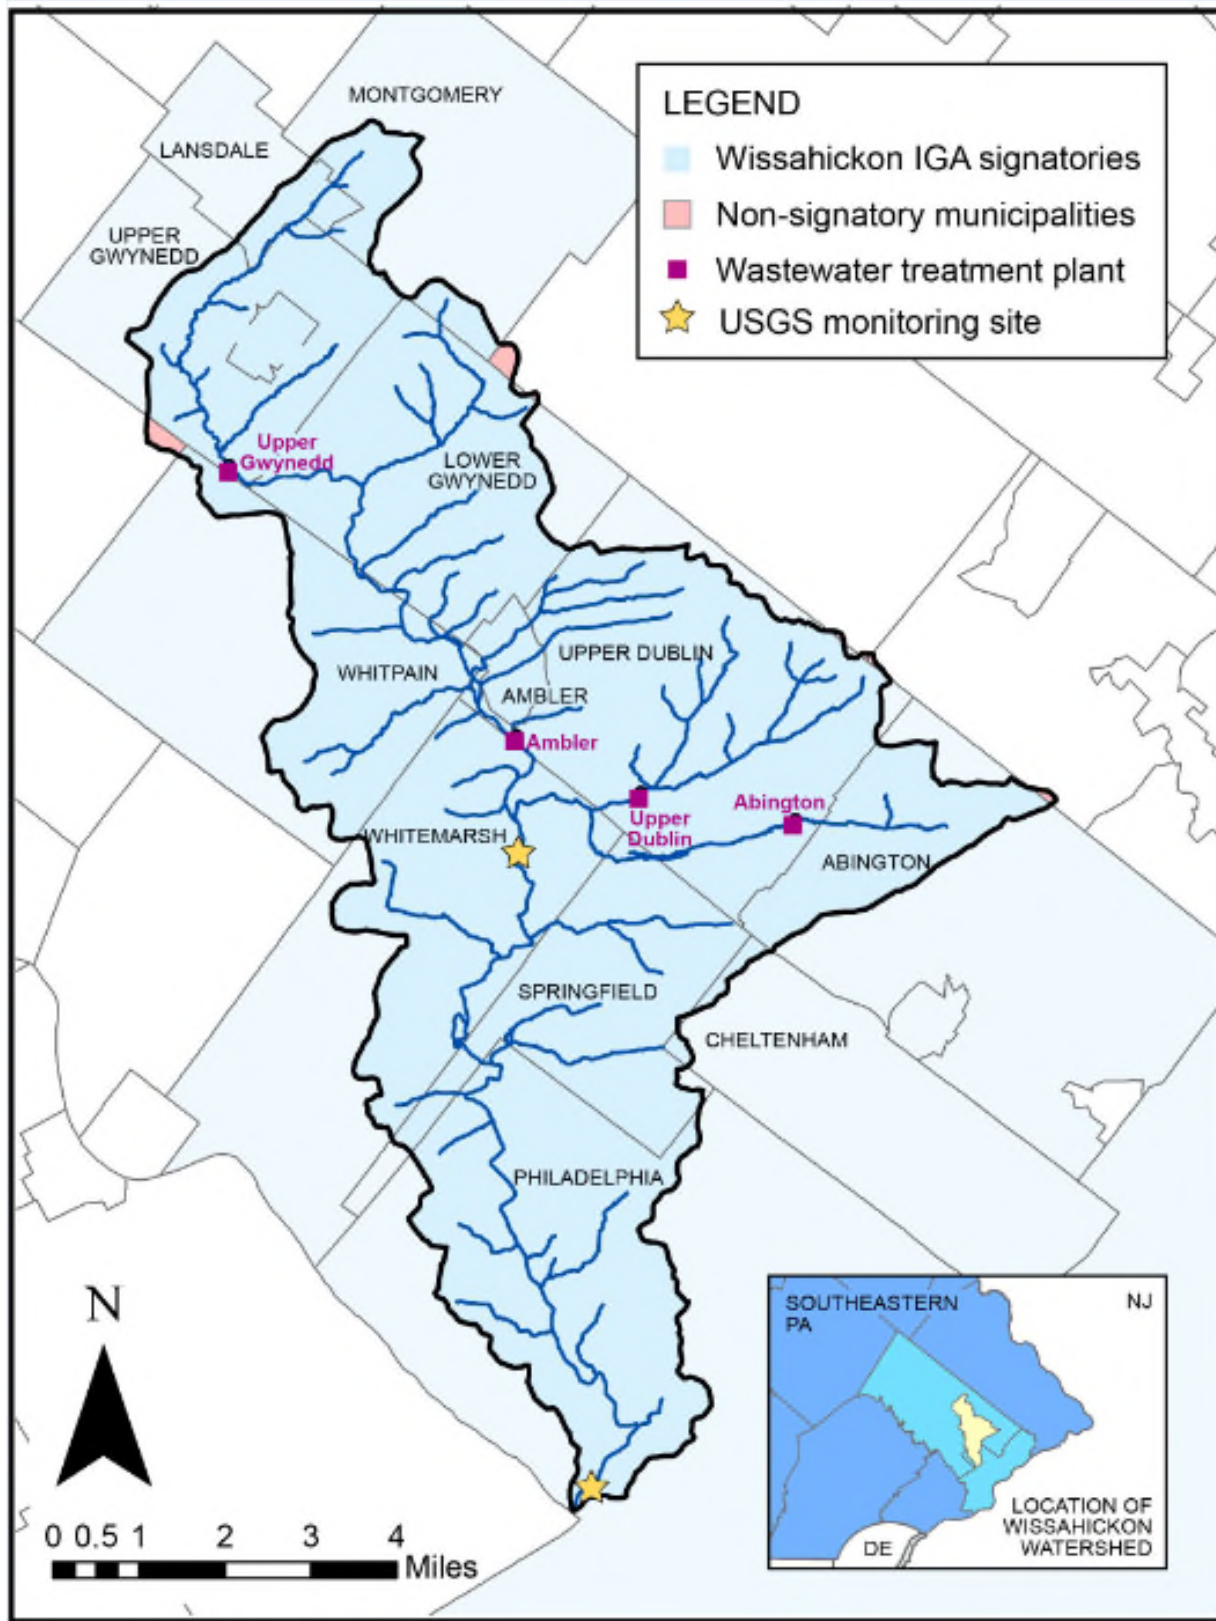 MONTGOMERY
LANSDALE
UPPER
GWYNEDD
LEGEND
Wissahickon IGA signatories
Non-signatory municipalities
Wastewater treatment plant
USGS monitoring site
Upper
Gwynedd
LOWER
GWYNEDD
WHITPAIN
UPPER DUBLIN
AMBLER
Ambler
Abington
Upper
Dublin
WHITEMARSH
ABINGTON
SPRINGFIELD
CHELTENHAM
PHILADELPHIA
N
0 0.5 1 2 3 4
Miles
SOUTHEASTERN
PA
NJ
DE
LOCATION OF
WISSAHICKON
WATERSHED